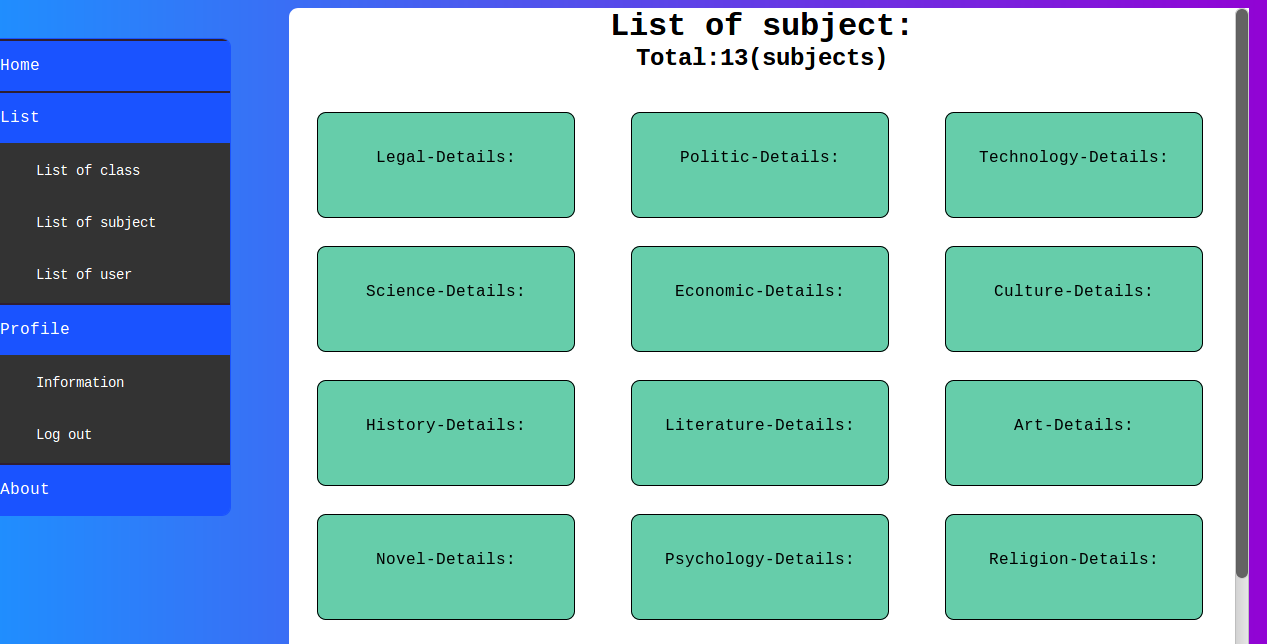 List of subject:
Total:13(subjects)
Home
List
List of class
List of subject
List of user
Profile
Information
Log out
About
Legal-Details:
Politic-Details:
Technology-Details:
Science-Details:
Economic-Details:
Culture-Details:
History-Details:
Literature-Details:
Art-Details:
Novel-Details:
Psychology-Details:
Religion-Details: